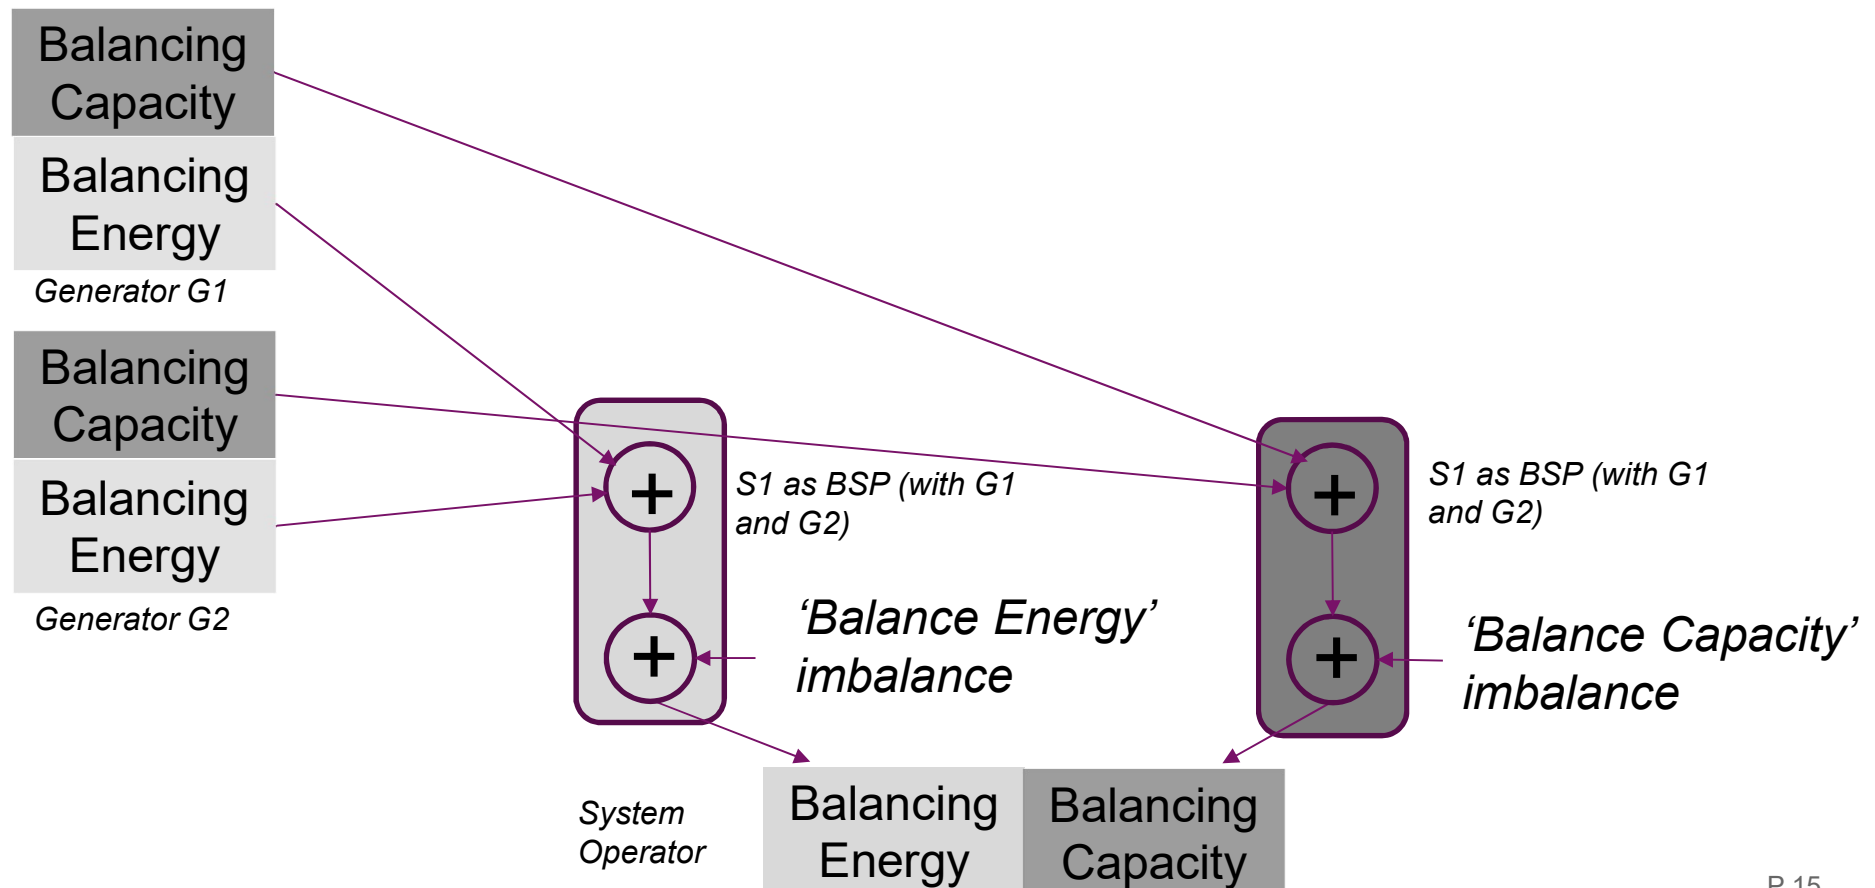 Balancing
Capacity
Balancing
Energy
Generator G1
Balancing
Capacity
Balancing
Energy
Generator G2
+
S1 as BSP (with G1
and G2)
+
‘Balance Energy’
imbalance
+
S1 as BSP (with G1
and G2)
+
‘Balance Capacity’
imbalance
System
Operator
Balancing
Energy
Balancing
Capacity
P 15